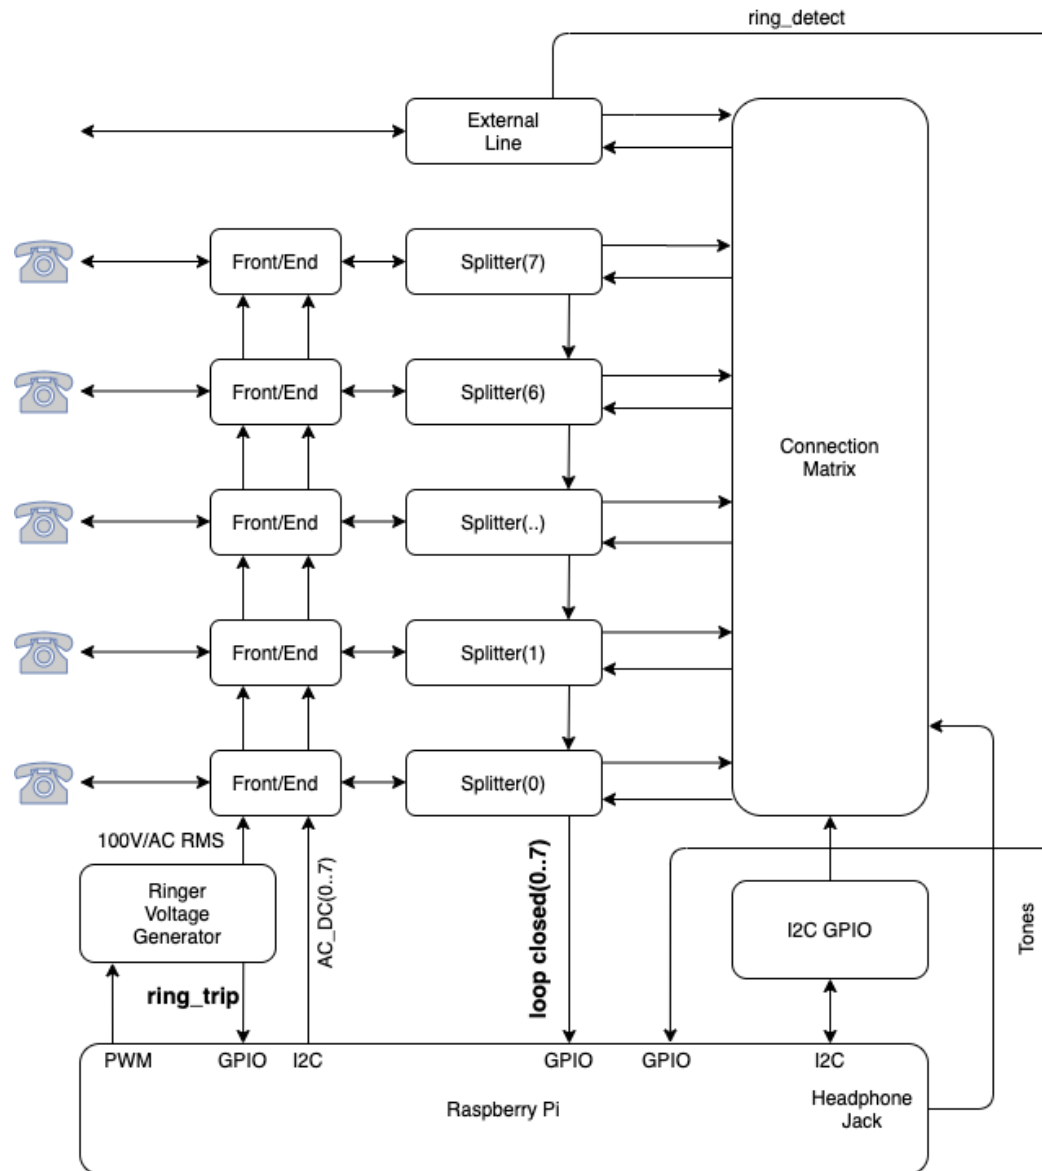 ring_detect
External
Line
Front/End
Splitter(7)
Front/End
Splitter(6)
Connection
Matrix
Front/End
Splitter(..)
Front/End
Splitter(1)
Front/End
Splitter(0)
100V/AC RMS
Ringer
Voltage
Generator
AC_DC(0..7)
loop closed(0..7)
I2C GPIO
Tones
ring_trip
PWM
GPIO
I2C
GPIO
GPIO
I2C
Raspberry Pi
Headphone
Jack